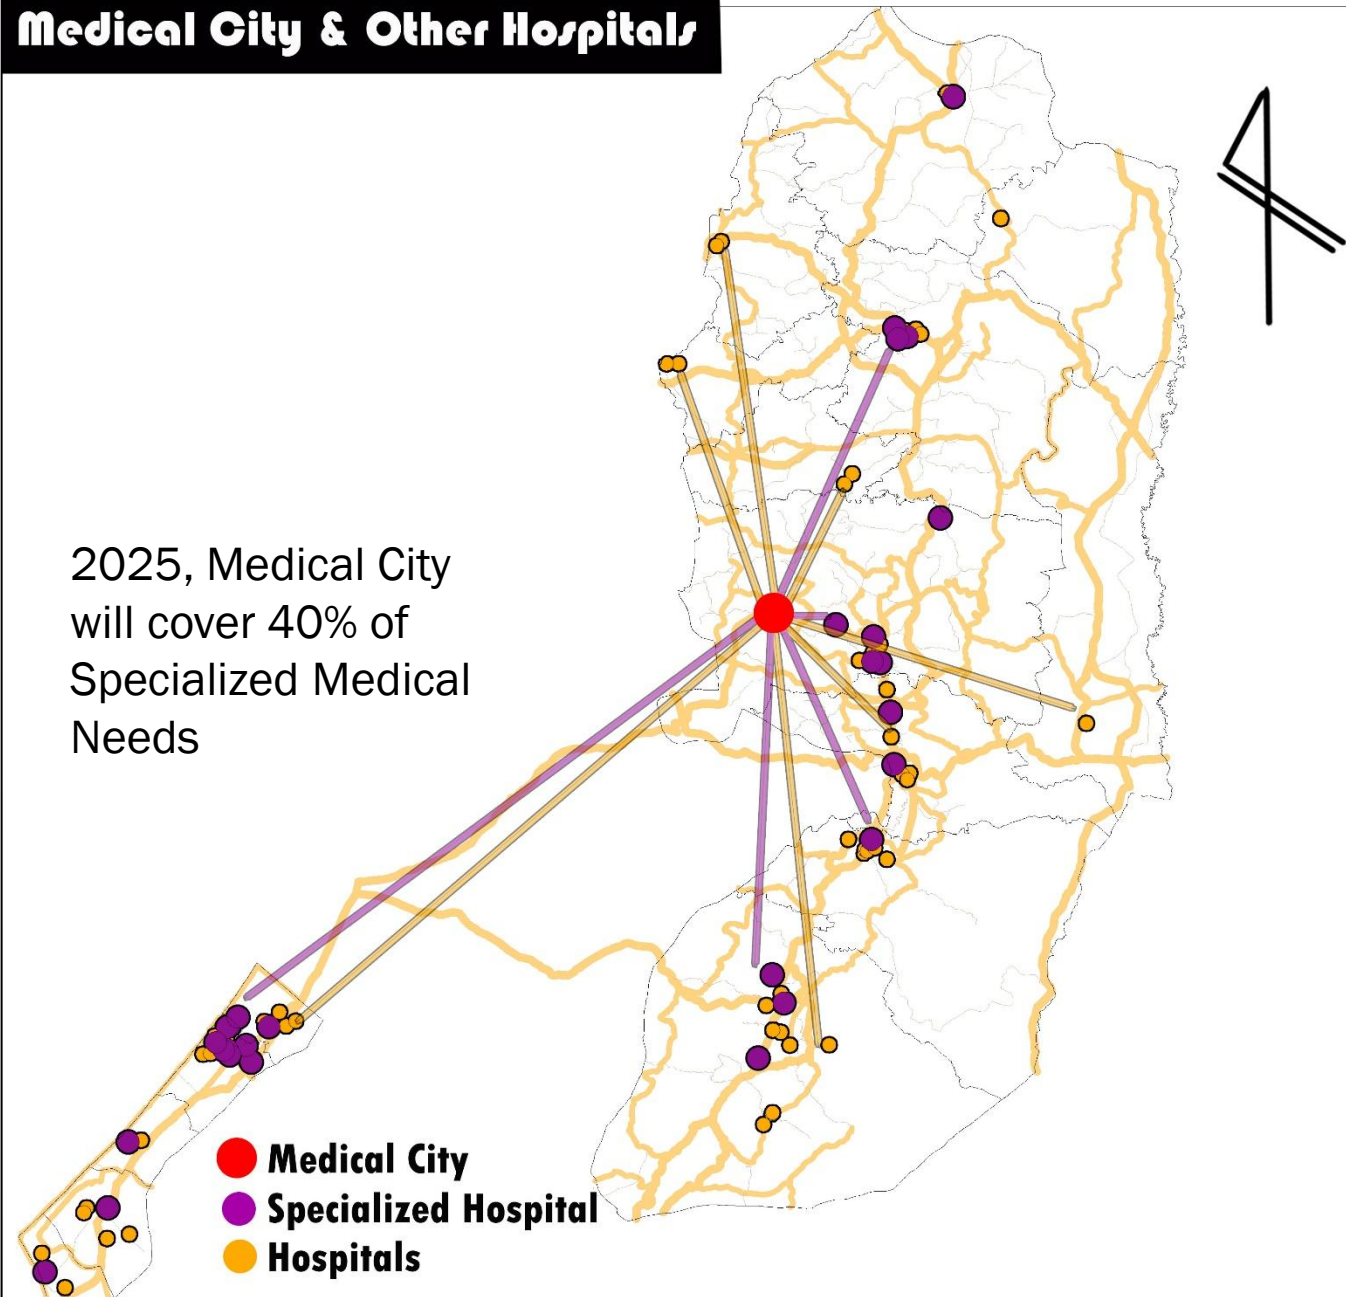 Medical City & Other Hospitals
2025, Medical City
will cover 40% of
Specialized Medical
Needs
Medical City
Specialized Hospital
Hospitals